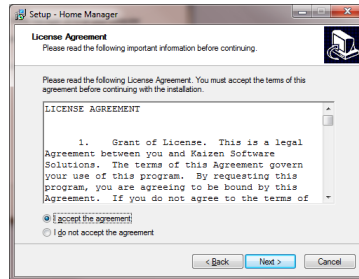 Setup - Home Manager
License Agreement
Please read the following important information before continuing.
Please read the following License Agreement. You must accept the terms of this
agreement before continuing with the installation.
LICENSE AGREEMENT
1. Grant of License. This is a legal
Agreement between you and Kaizen Software
Solutions. The terms of this Agreement govern
your use of this program. By requesting this
program, you are agreeing to be bound by this
Agreement. If you do not agree to the terms of
I accept the agreement
I do not accept the agreement
< Back Next > Cancel